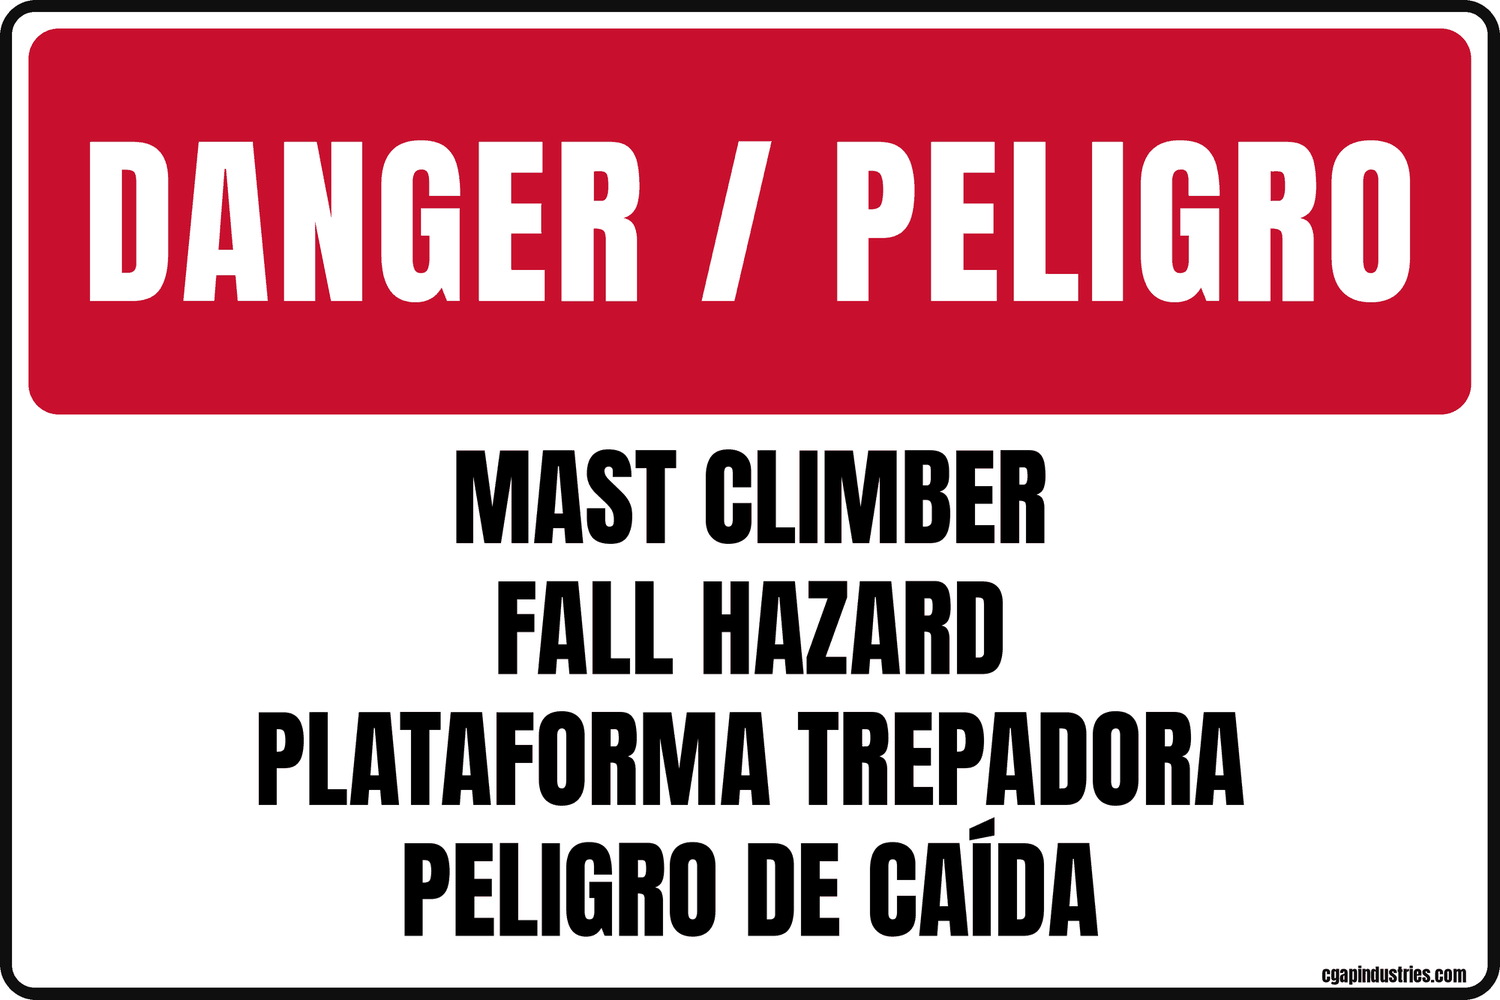 DANGER / PELIGRO
MAST CLIMBER
FALL HAZARD
PLATAFORMA TREPADORA
PELIGRO DE CAÍDA
cgapindustries.com